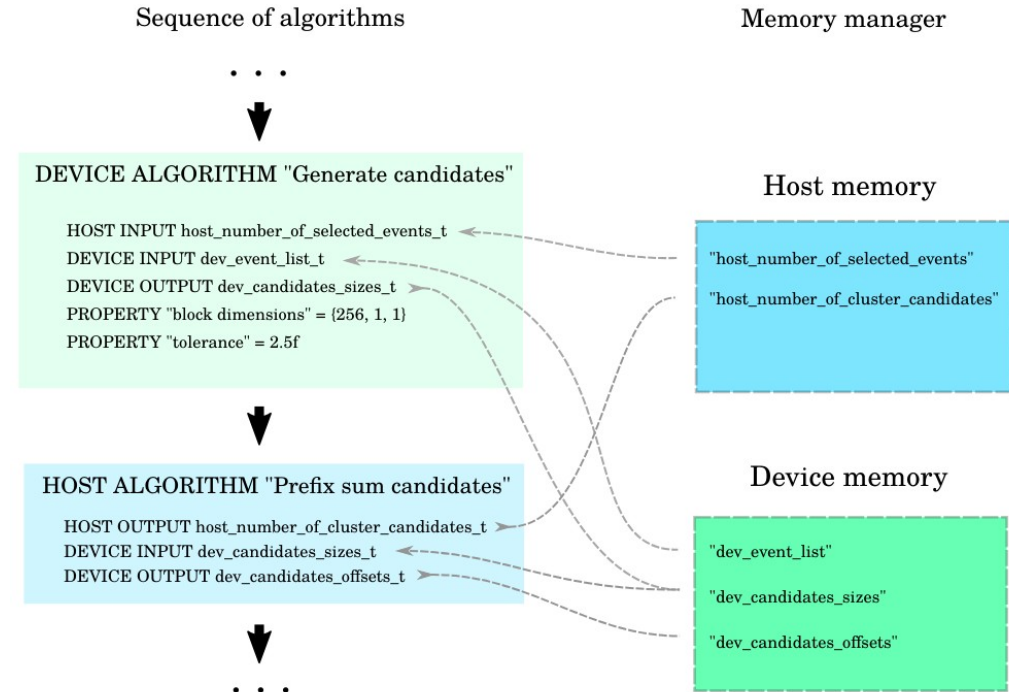 Sequence of algorithms
Memory manager
. . .
DEVICE ALGORITHM "Generate candidates"
HOST INPUT host_number_of_selected_events_t
DEVICE INPUT dev_event_list_t
DEVICE OUTPUT dev_candidates_sizes_t
PROPERTY "block dimensions" = {256, 1, 1}
PROPERTY "tolerance" = 2.5f
Host memory
"host_number_of_selected_events"
"host_number_of_cluster_candidates"
HOST ALGORITHM "Prefix sum candidates"
HOST OUTPUT host_number_of_cluster_candidates_t
DEVICE INPUT dev_candidates_sizes_t
DEVICE OUTPUT dev_candidates_offsets_t
Device memory
"dev_event_list"
"dev_candidates_sizes"
"dev_candidates_offsets"
. . .